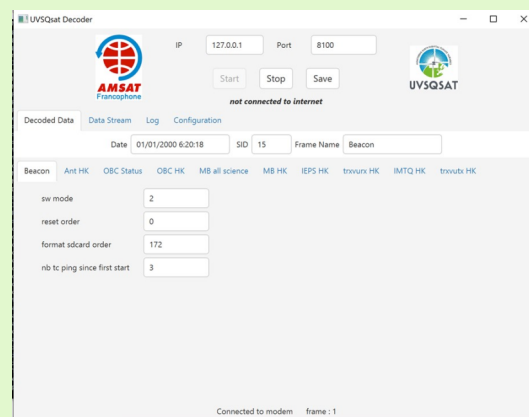 UVSQsat Decoder
IP 127.0.0.1 Port 8100
AMSAT
Francophone
Start Stop Save
UVSQSAT
not connected to internet
Decoded Data Data Stream Log Configuration
Date 01/01/2000 6:20:18 SID 15 Frame Name Beacon
Beacon Ant HK OBC Status OBC HK MB all science MB HK IEPS HK trxvurx HK IMTQ HK trxvutx HK
sw mode 2
reset order 0
format sdcard order 172
nb tc ping since first start 3
Connected to modem frame : 1